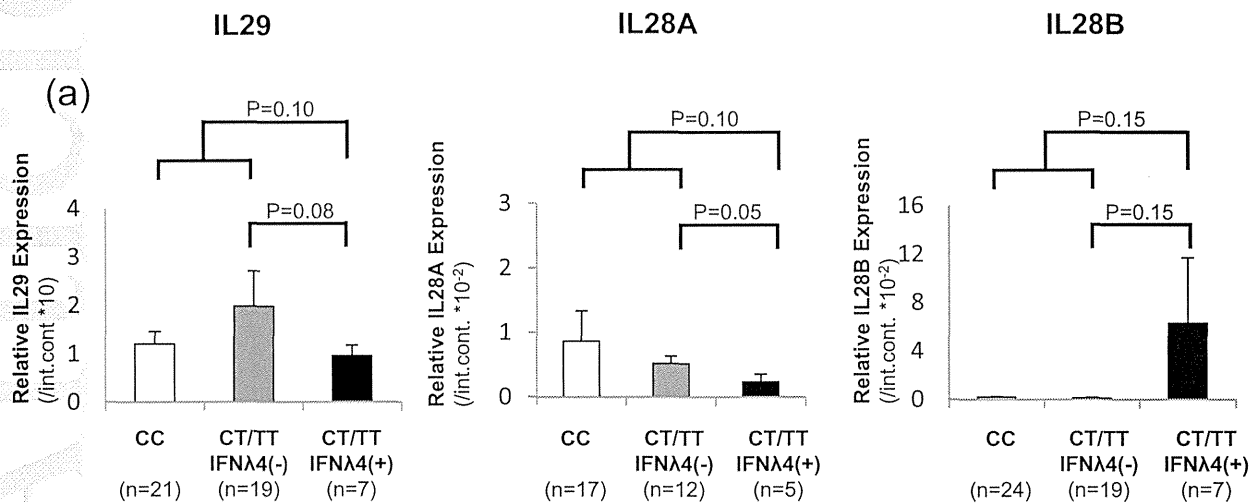 IL29
IL28A
IL28B
(a)
P=0.10
P=0.08
Relative IL29 Expression
(/int.cont *10)
4
3
2
1
0
CC
CT/TT
IFNλ4(-)
CT/TT
IFNλ4(+)
(n=21)
(n=19)
(n=7)
P=0.10
P=0.05
Relative IL28A Expression
(/int.cont. *10-2)
3
2
1
0
CC
CT/TT
IFNλ4(-)
CT/TT
IFNλ4(+)
(n=17)
(n=12)
(n=5)
P=0.15
P=0.15
Relative IL28B Expression
(/int.cont. *10-2)
16
12
8
4
0
CC
CT/TT
IFNλ4(-)
CT/TT
IFNλ4(+)
(n=24)
(n=19)
(n=7)